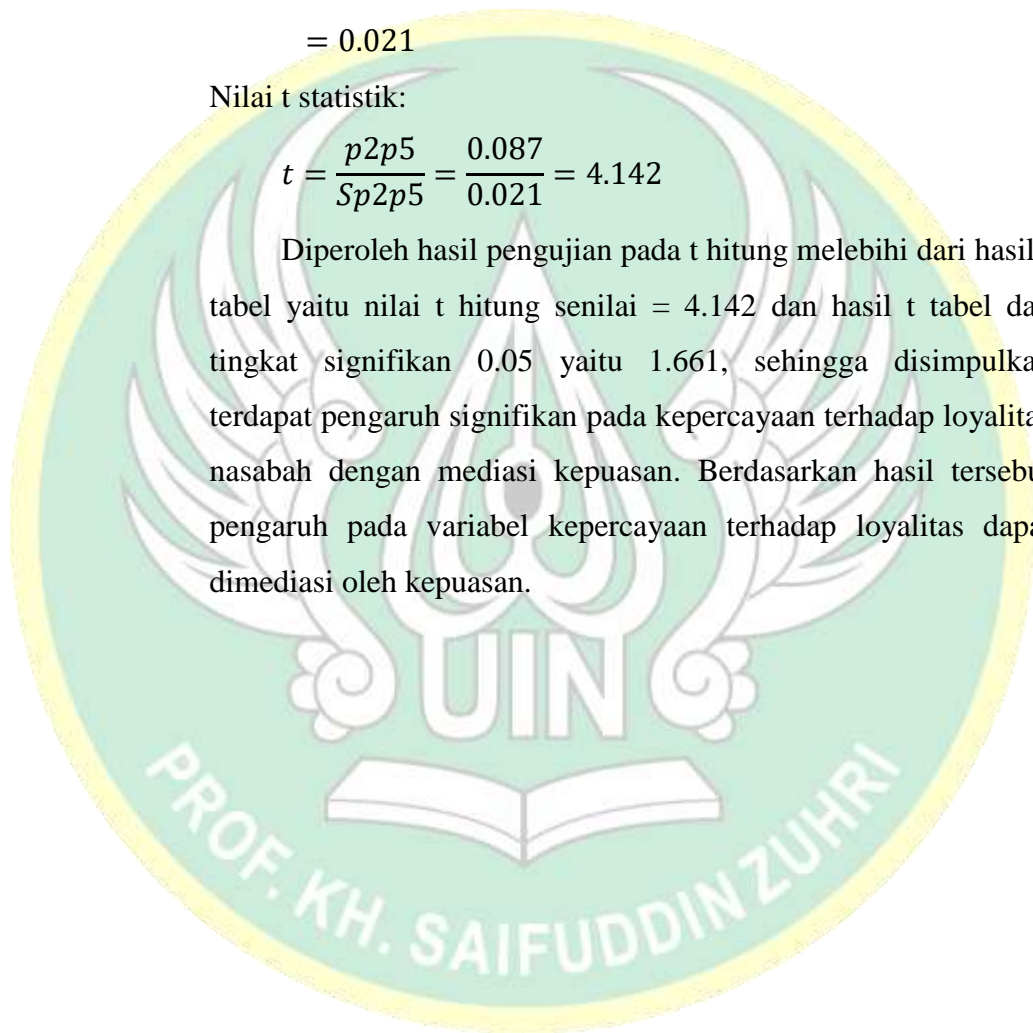 = 0.021
Nilai t statistik:
t = p2p5 / Sp2p5 = 0.087 / 0.021 = 4.142
Diperoleh hasil pengujian pada t hitung melebihi dari hasil
tabel yaitu nilai t hitung senilai = 4.142 dan hasil t tabel da
tingkat signifikan 0.05 yaitu 1.661, sehingga disimpulka
terdapat pengaruh signifikan pada kepercayaan terhadap loyalita
nasabah dengan mediasi kepuasan. Berdasarkan hasil tersebu
pengaruh pada variabel kepercayaan terhadap loyalitas dapa
dimediasi oleh kepuasan.
UIN
PROF. KH. SAIFUDDIN ZUHRI